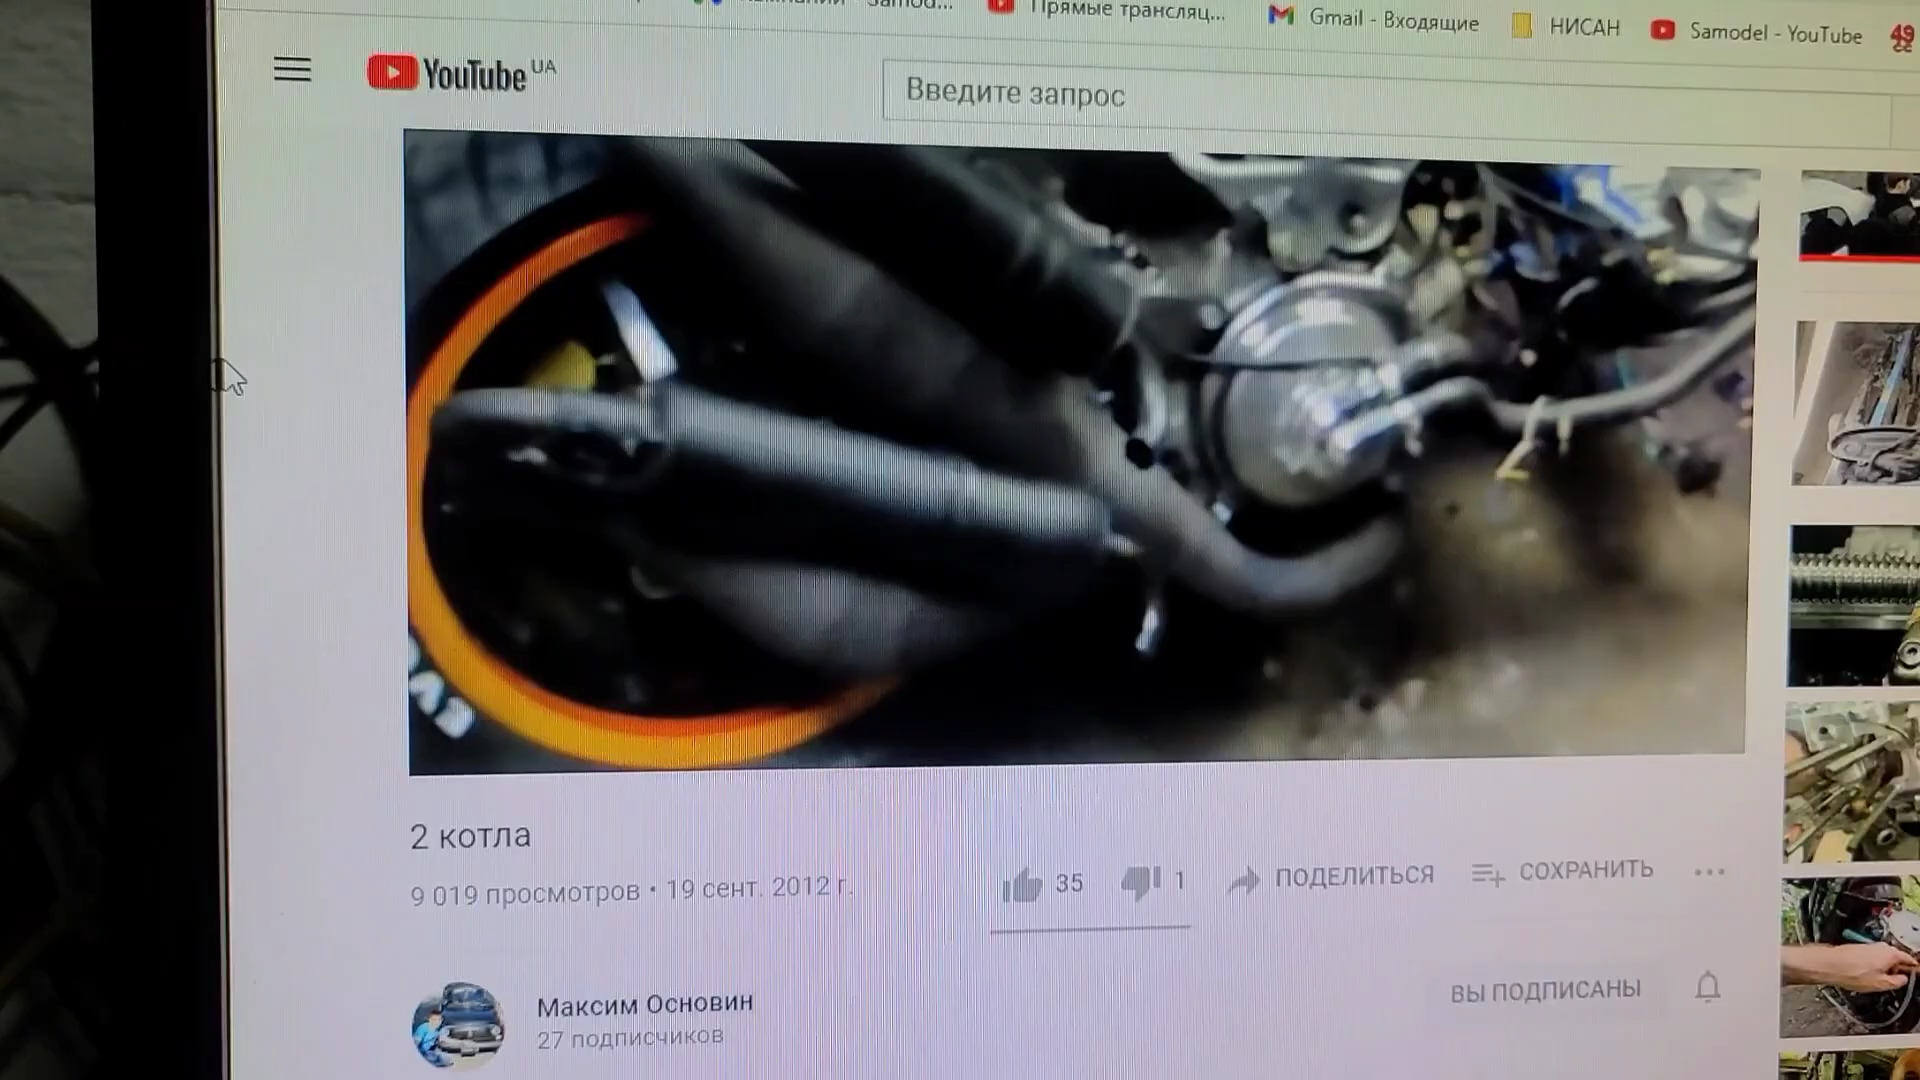 Прямые трансляц...
Gmail - Входящие
НИСАН
Samodel - YouTube
YouTube UA
Введите запрос
2 котла
9 019 просмотров • 19 сент. 2012 г.
35
1
ПОДЕЛИТЬСЯ
СОХРАНИТЬ
Максим Основин
27 подписчиков
ВЫ ПОДПИСАНЫ